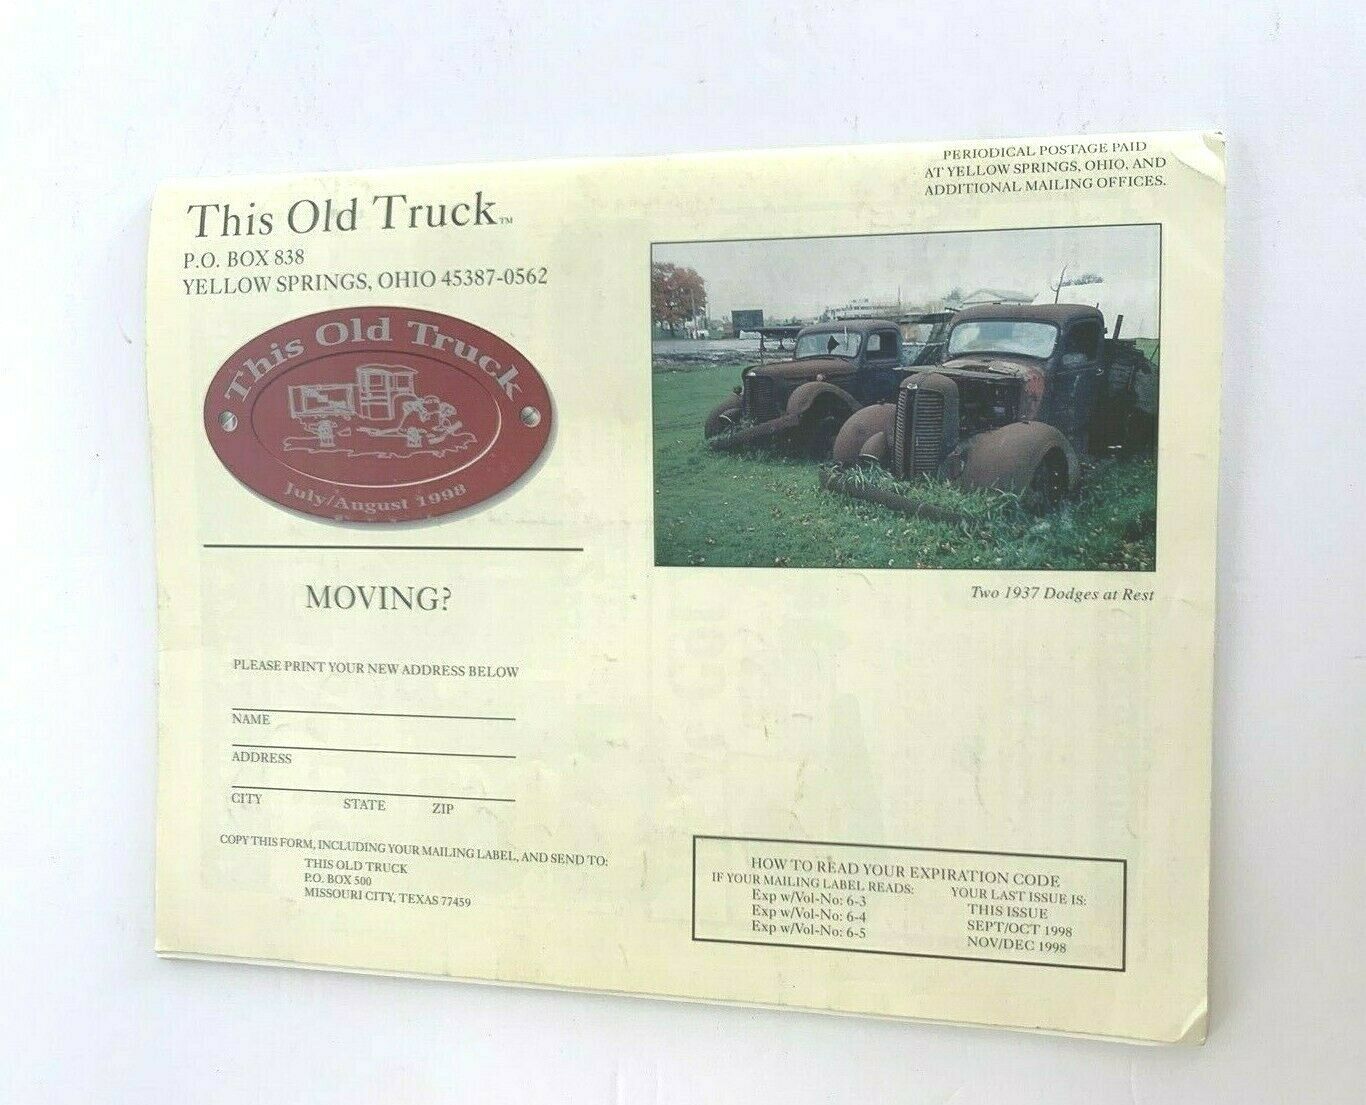 PERIODICAL POSTAGE PAID
AT YELLOW SPRINGS, OHIO, AND
ADDITIONAL MAILING OFFICES.
This Old Truck™
P.O. BOX 838
YELLOW SPRINGS, OHIO 45387-0562
This Old Truck
July/August 1998
Two 1937 Dodges at Rest
MOVING?
PLEASE PRINT YOUR NEW ADDRESS BELOW
NAME
ADDRESS
CITY STATE ZIP
COPY THIS FORM, INCLUDING YOUR MAILING LABEL, AND SEND TO:
THIS OLD TRUCK
P.O. BOX 500
MISSOURI CITY, TEXAS 77459
HOW TO READ YOUR EXPIRATION CODE
IF YOUR MAILING LABEL READS: YOUR LAST ISSUE IS:
Exp w/Vol-No: 6-3 THIS ISSUE
Exp w/Vol-No: 6-4 SEPT/OCT 1998
Exp w/Vol-No: 6-5 NOV/DEC 1998